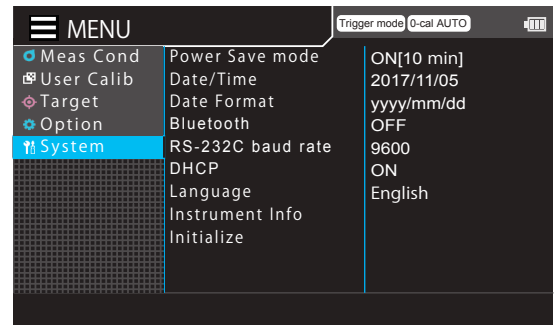 MENU
Trigger mode 0-cal AUTO
Meas Cond
User Calib
Target
Option
System
Power Save mode ON[10 min]
Date/Time 2017/11/05
Date Format yyyy/mm/dd
Bluetooth OFF
RS-232C baud rate 9600
DHCP ON
Language English
Instrument Info
Initialize